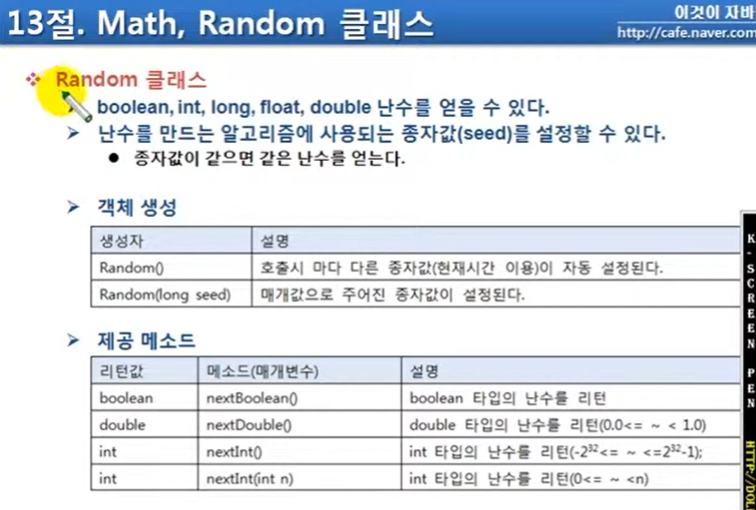 13절. Math, Random 클래스
이것이 자바
http://cafe.naver.com
Random 클래스
boolean, int, long, float, double 난수를 얻을 수 있다.
난수를 만드는 알고리즘에 사용되는 종자값(seed)를 설정할 수 있다.
종자값이 같으면 같은 난수를 얻는다.
객체 생성
생성자 설명
Random() 호출시 마다 다른 종자값(현재시간 이용)이 자동 설정된다.
Random(long seed) 매개값으로 주어진 종자값이 설정된다.
제공 메소드
리턴값 메소드(매개변수) 설명
boolean nextBoolean() boolean 타입의 난수를 리턴
double nextDouble() double 타입의 난수를 리턴(0.0<= ~ < 1.0)
int nextInt() int 타입의 난수를 리턴(-2³²<= ~ <=2³²-1);
int nextInt(int n) int 타입의 난수를 리턴(0<= ~ <n)
K-SCREEN PEN
HTTP://DOL